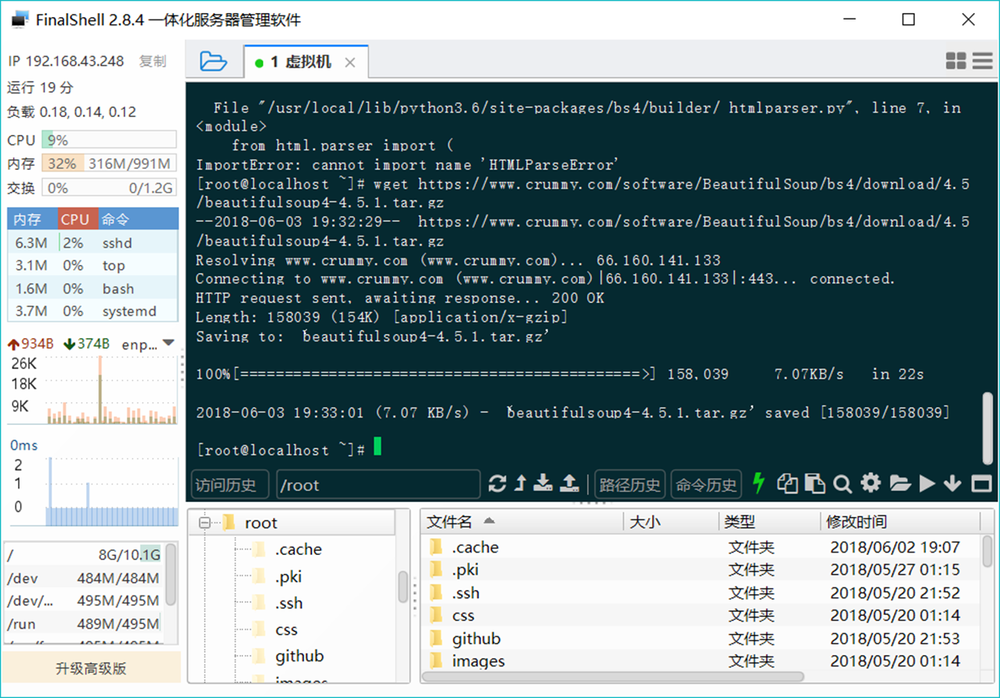 FinalShell 2.8.4 一体化服务器管理软件
IP 192.168.43.248 复制
运行 19 分
负载 0.18, 0.14, 0.12
CPU 9%
内存 32% 316M/991M
交换 0% 0/1.2G
内存 CPU 命令
6.3M 2% sshd
3.1M 0% top
1.6M 0% bash
3.7M 0% systemd
934B 374B enp...
26K
18K
9K
0ms
2
1
0
/ 8G/10.1G
/dev 484M/484M
/dev/... 495M/495M
/run 489M/495M
升级高级版
1 虚拟机
File "/usr/local/lib/python3.6/site-packages/bs4/builder/ htmlparser.py", line 7, in
<module>
from html.parser import (
ImportError: cannot import name 'HTMLParseError'
[root@localhost ~]# wget https://www.crummy.com/software/BeautifulSoup/bs4/download/4.5
/beautifulsoup4-4.5.1.tar.gz
--2018-06-03 19:32:29-- https://www.crummy.com/software/BeautifulSoup/bs4/download/4.5
/beautifulsoup4-4.5.1.tar.gz
Resolving www.crummy.com (www.crummy.com)... 66.160.141.133
Connecting to www.crummy.com (www.crummy.com)|66.160.141.133|:443... connected.
HTTP request sent, awaiting response... 200 OK
Length: 158039 (154K) [application/x-gzip]
Saving to: ‘beautifulsoup4-4.5.1.tar.gz’
100%[=============================================>] 158,039 7.07KB/s in 22s
2018-06-03 19:33:01 (7.07 KB/s) - ‘beautifulsoup4-4.5.1.tar.gz’ saved [158039/158039]
[root@localhost ~]#
访问历史 /root 路径历史 命令历史
root
.cache
.pki
.ssh
css
github
images
文件名 大小 类型 修改时间
.cache 文件夹 2018/06/02 19:07
.pki 文件夹 2018/05/27 01:15
.ssh 文件夹 2018/05/20 21:52
css 文件夹 2018/05/20 01:14
github 文件夹 2018/05/20 21:53
images 文件夹 2018/05/20 01:14